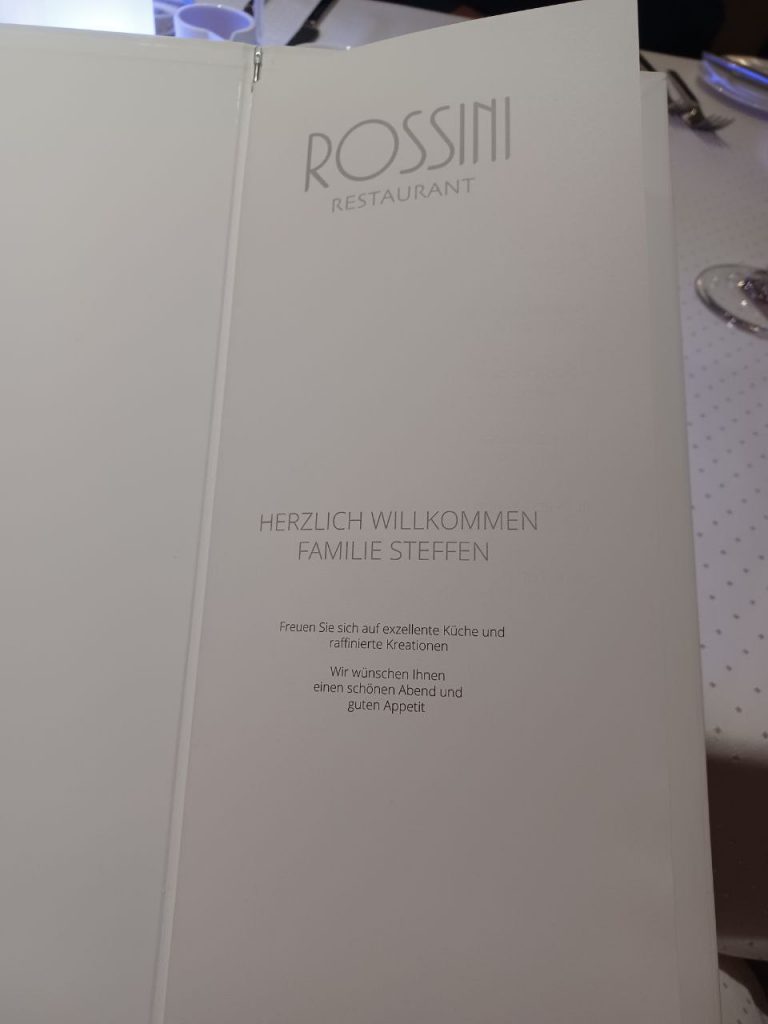 ROSSINI
RESTAURANT
HERZLICH WILLKOMMEN
FAMILIE STEFFEN
Freuen Sie sich auf exzellente Küche und
raffinierte Kreationen
Wir wünschen Ihnen
einen schönen Abend und
guten Appetit